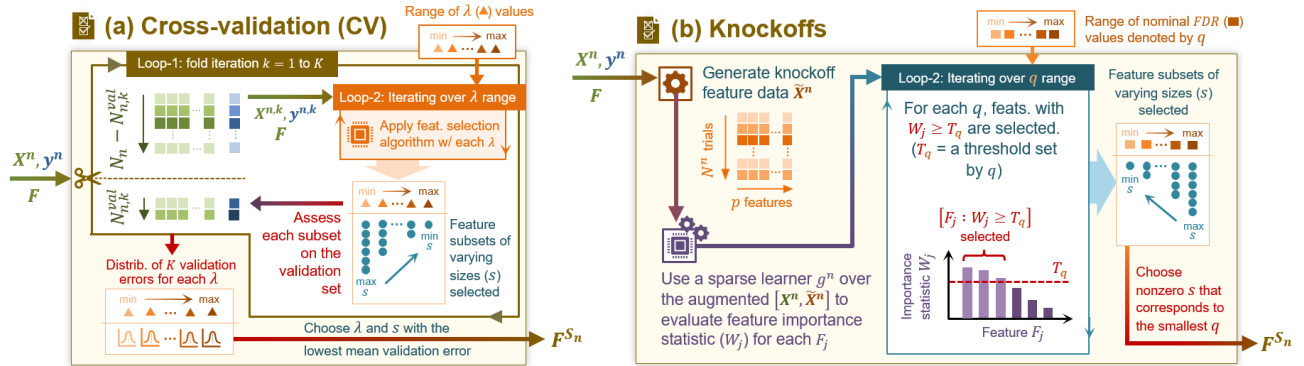 (a) Cross-validation (CV)
Range of λ (▲) values
min → max
Loop-1: fold iteration k = 1 to K
N_n − N_{n,k}^{val}
X^{n,k}, y^{n,k}
F
Loop-2: Iterating over λ range
Apply feat. selection
algorithm w/ each λ
X^n, y^n
F
N_{n,k}^{val}
Assess
each subset
on the
validation
set
min → max
min
s
max
s
Feature
subsets of
varying
sizes (s)
selected
Distrib. of K validation
errors for each λ
min → max
Choose λ and s with the
lowest mean validation error
F^{S_n}
(b) Knockoffs
min → max
Range of nominal FDR (■)
values denoted by q
X^n, y^n
F
Generate knockoff
feature data X̃^n
N^n trials
p features
Use a sparse learner g^n over
the augmented [X^n, X̃^n] to
evaluate feature importance
statistic (W_j) for each F_j
Loop-2: Iterating over q range
For each q, feats. with
W_j ≥ T_q are selected.
(T_q = a threshold set
by q)
[F_j : W_j ≥ T_q]
selected
T_q
Importance
statistic W_j
Feature F_j
Feature subsets of
varying sizes (s)
selected
min → max
min
s
max
s
Choose
nonzero s that
corresponds to
the smallest q
F^{S_n}